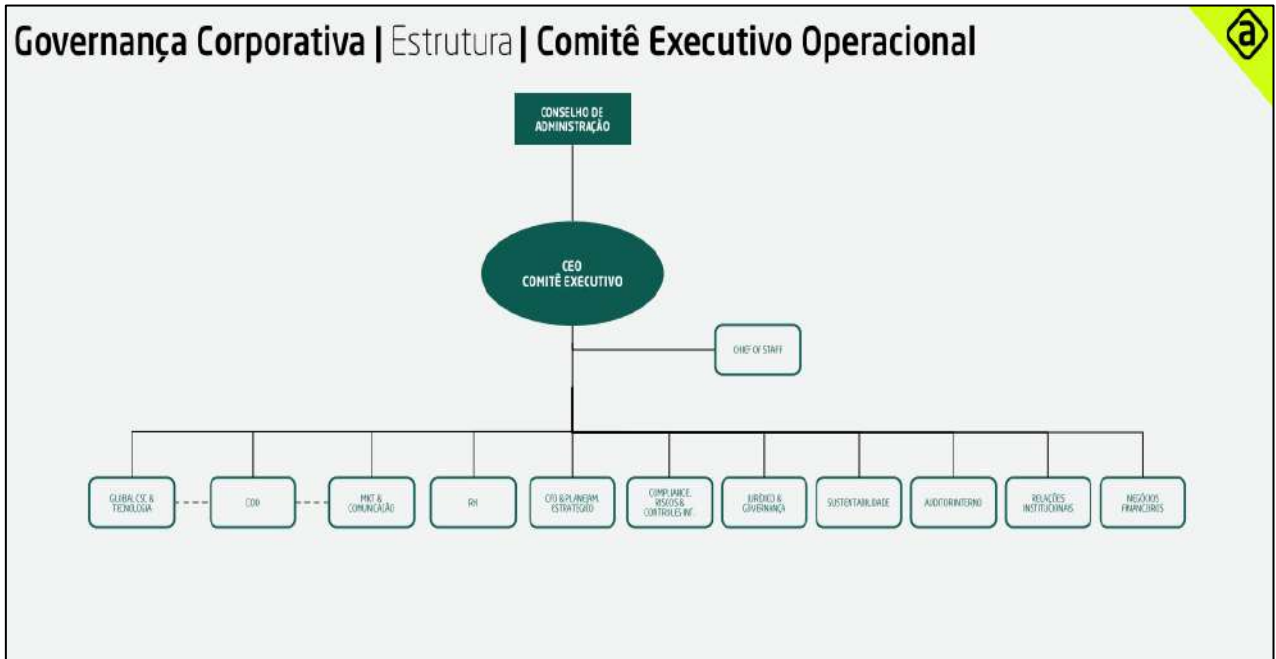 Governança Corporativa | Estrutura | Comitê Executivo Operacional
a
CONSELHO DE
ADMINISTRAÇÃO
CEO
COMITÊ EXECUTIVO
CHIEF OF STAFF
GLOBAL CSC &
TECNOLOGIA
COO
MKT &
COMUNICAÇÃO
RH
CFO & PLANEJAM.
ESTRATÉGICO
COMPLIANCE,
RISCOS &
CONTROLES INT.
JURÍDICO &
GOVERNANÇA
SUSTENTABILIDADE
AUDITOR INTERNO
RELAÇÕES
INSTITUCIONAIS
NEGÓCIOS
FINANCEIROS